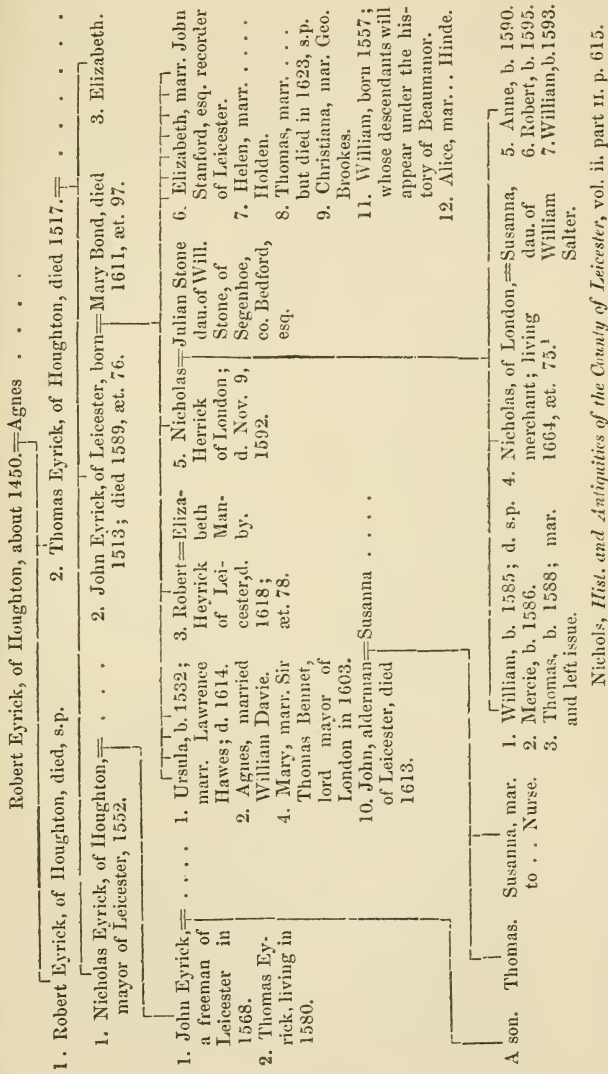 Robert Eyrick, of Houghton, about 1450.=Agnes . . . .
1. Robert Eyrick, of Houghton, died, s.p.
2. Thomas Eyrick, of Houghton, died 1517.= . . . . .
1. Nicholas Eyrick, of Houghton,= . . . .
mayor of Leicester, 1552.
2. John Eyrick, of Leicester, born=Mary Bond, died
1513; died 1589, æt. 76.
1611, æt. 97.
3. Elizabeth.
1. John Eyrick,= . . . . .
a freeman of
Leicester in
1568.
2. Thomas Ey-
rick, living in
1580.
1. Ursula, b. 1532;
marr. Lawrence
Hawes; d. 1614.
2. Agnes, married
William Davie.
4. Mary, marr. Sir
Thomas Bennet,
lord mayor of
London in 1603.
10. John, alderman=Susanna . . . .
of Leicester, died
1613.
3. Robert=Eliza-
Heyrick beth
of Lei- Man-
cester,d. by.
1618;
æt. 78.
5. Nicholas=Julian Stone
Herrick dau.of Will.
of London; Stone, of
d. Nov. 9, Segenhoe,
1592. co. Bedford,
esq.
6. Elizabeth, marr. John
Stanford, esq. recorder
of Leicester.
7. Helen, marr. . . . .
Holden.
8. Thomas, marr. . . . .
but died in 1623, s.p.
9. Christiana, mar. Geo.
Brookes.
11. William, born 1557;
whose descendants will
appear under the his-
tory of Beaumanor.
12. Alice, mar. . . Hinde.
A son. Thomas. Susanna, mar.
to . . Nurse.
1. William, b. 1585; d. s.p.
2. Mercie, b. 1586.
3. Thomas, b. 1588; mar.
and left issue.
4. Nicholas, of London,=Susanna,
merchant; living dau. of
1664, æt. 75.¹ William
Salter.
5. Anne, b. 1590.
6. Robert, b. 1595.
7. William,b.1593.
Nichols, Hist. and Antiquities of the County of Leicester, vol. ii. part II. p. 615.